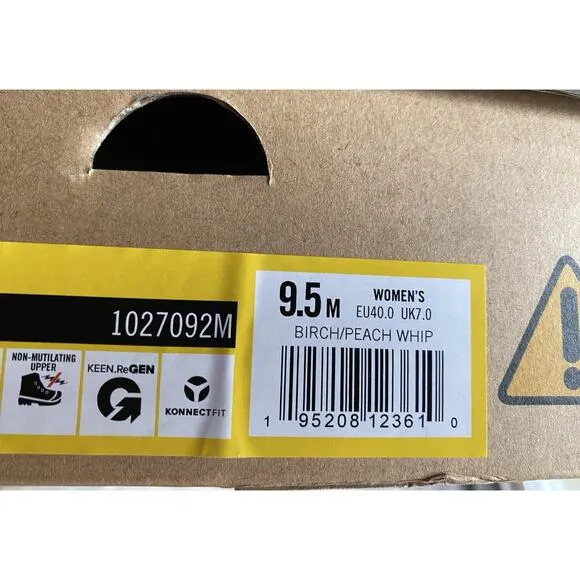 1027092M
NON-MUTILATING
UPPER
KEEN.ReGEN
KONNECTFIT
9.5 M
WOMEN'S
EU40.0 UK7.0
BIRCH/PEACH WHIP
1 95208 12361 0
!